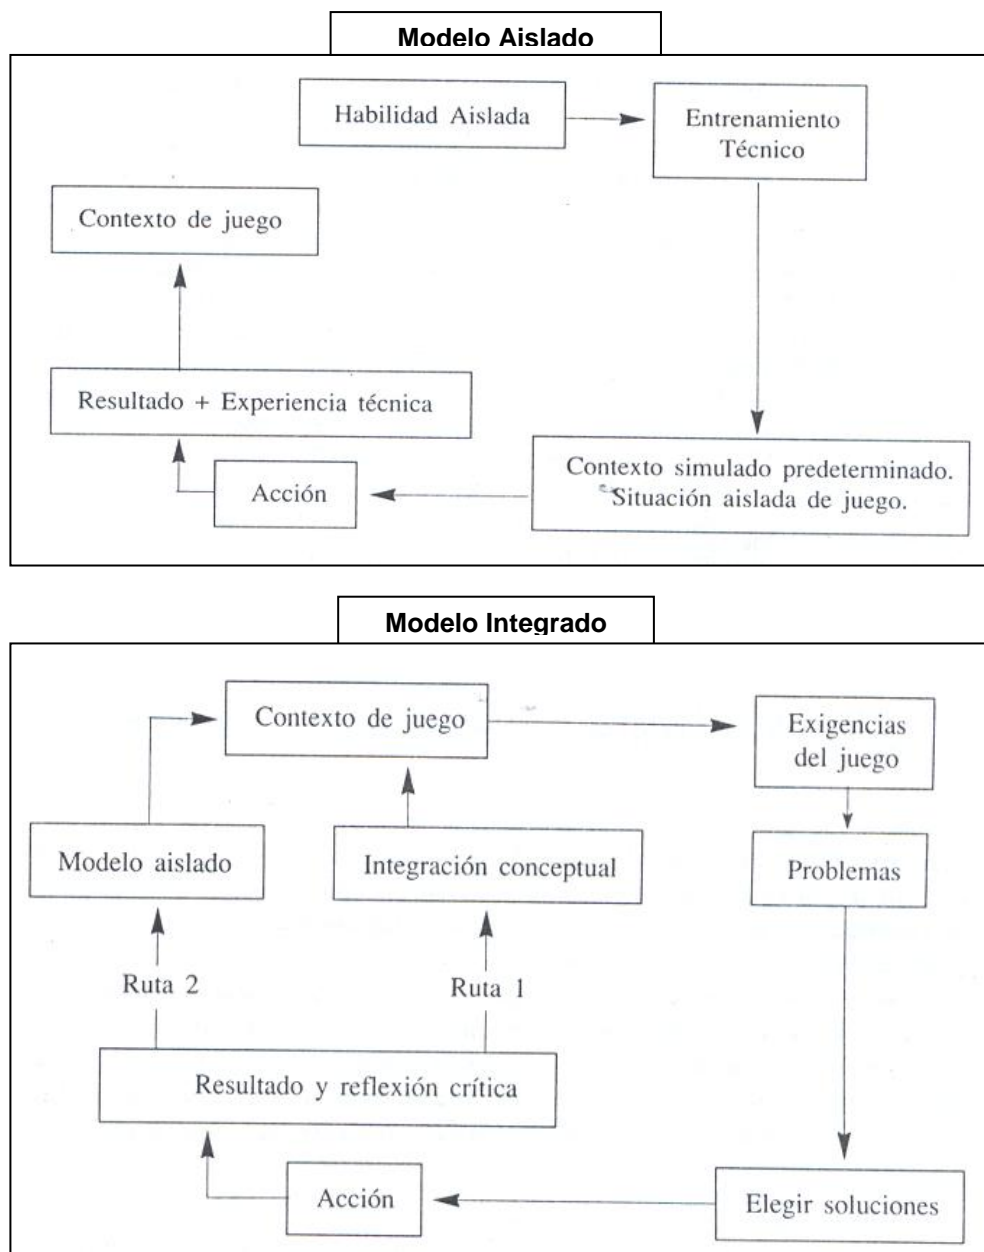 Modelo Aislado
Habilidad Aislada
Entrenamiento
Técnico
Contexto de juego
Resultado + Experiencia técnica
Contexto simulado predeterminado.
Situación aislada de juego.
Acción
Modelo Integrado
Contexto de juego
Exigencias
del juego
Modelo aislado
Integración conceptual
Problemas
Ruta 2
Ruta 1
Resultado y reflexión crítica
Acción
Elegir soluciones